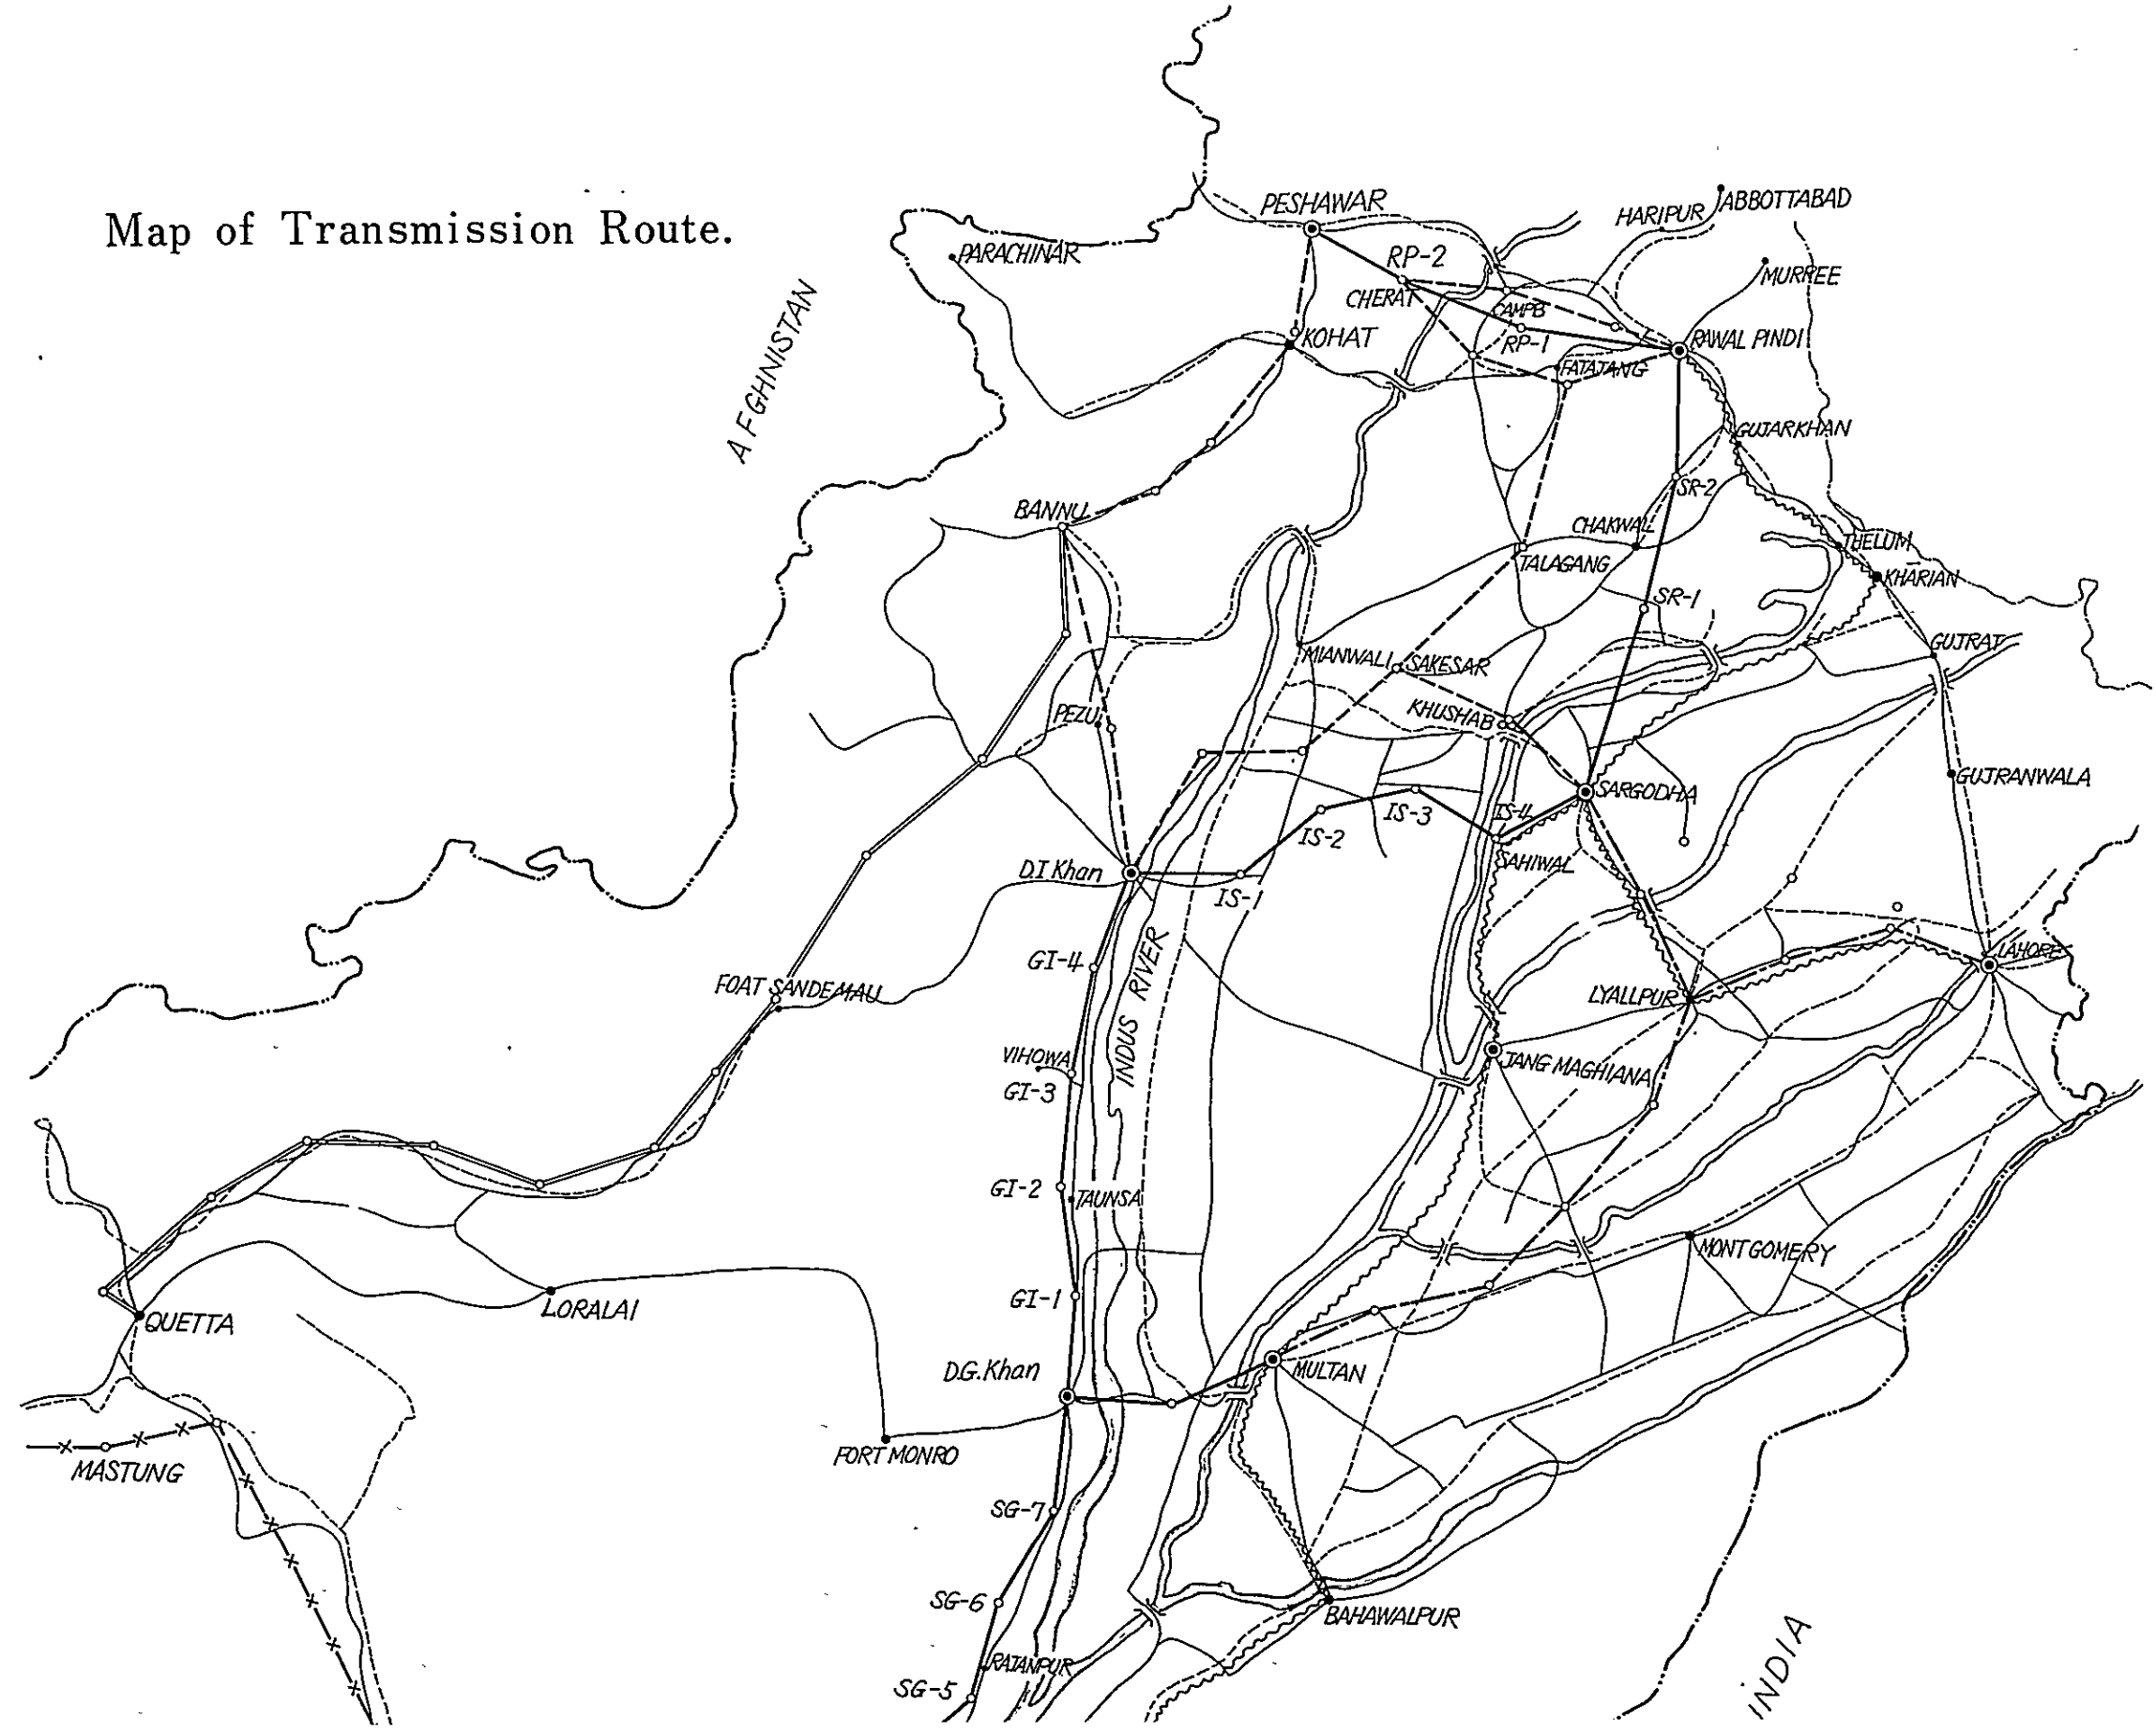 Map of Transmission Route.
PESHAWAR
HARIPUR
ABBOTTABAD
PARACHINAR
RP-2
MURREE
CHERAT
CAMPB
AFGHNISTAN
KOHAT
RP-1
RAWAL PINDI
FATAJANG
GUJARKHAN
SR-2
BANNU
CHAKWAL
THELUM
TALAGANG
KHARIAN
SR-1
GUJRAT
MIANWALI
SAKESAR
PEZU
KHUSHAB
GUJRANWALA
SARGODHA
IS-4
IS-3
IS-2
SAHIWAL
D.I Khan
IS-1
GI-4
INDUS RIVER
LAHORE
FOAT SANDEMAU
LYALLPUR
VIHOWA
GI-3
JANG MAGHIANA
GI-2
TAUNSA
MONTGOMERY
GI-1
LORALAI
QUETTA
D.G.Khan
MULTAN
FORT MONRO
MASTUNG
SG-7
SG-6
BAHAWALPUR
RAJANPUR
SG-5
INDIA